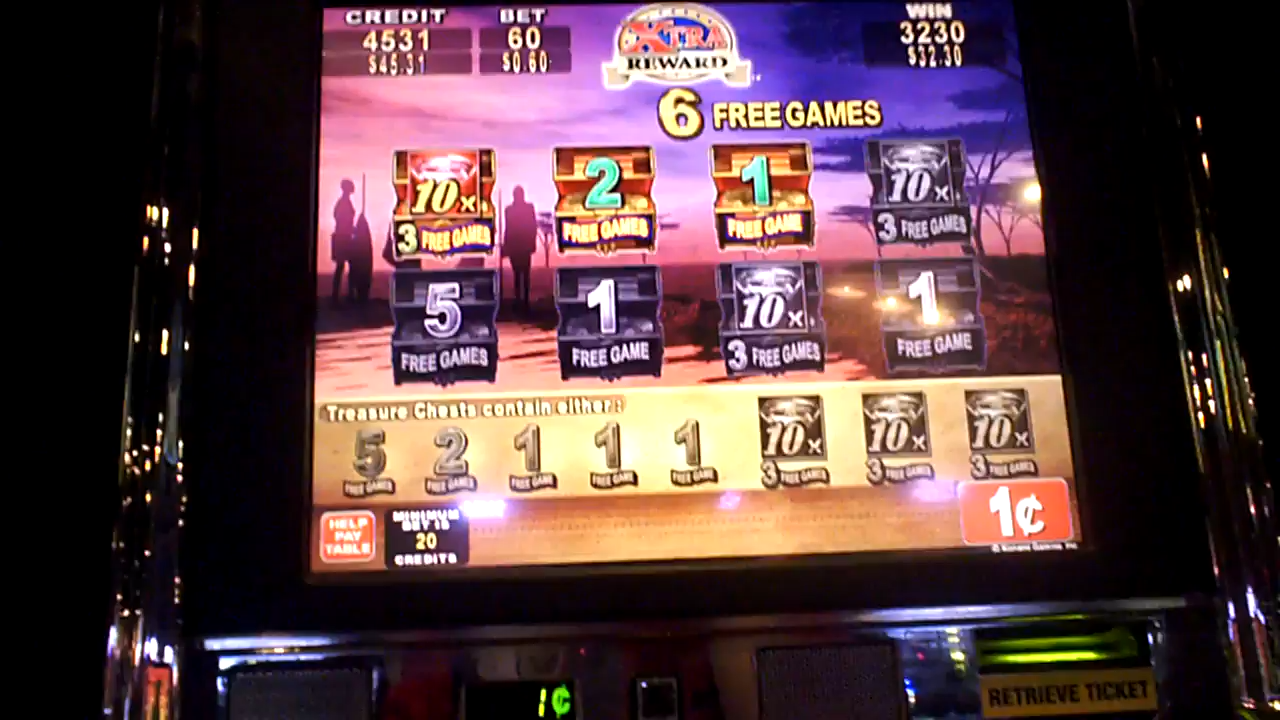 CREDIT
4531
$45.31
BET
60
$0.60
XTRA
REWARD
WIN
3230
$32.30
6 FREE GAMES
10x
3 FREE GAMES
2
FREE GAMES
1
FREE GAME
10x
3 FREE GAMES
5
FREE GAMES
1
FREE GAME
10x
3 FREE GAMES
1
FREE GAME
Treasure Chests contain either:
5
FREE GAMES
2
FREE GAMES
1
FREE GAME
1
FREE GAME
1
FREE GAME
10x
3 FREE GAMES
10x
3 FREE GAMES
10x
3 FREE GAMES
HELP
PAY
TABLE
MINIMUM
BET IS
20
CREDITS
1¢
© Konami Gaming, Inc.
1¢
RETRIEVE TICKET